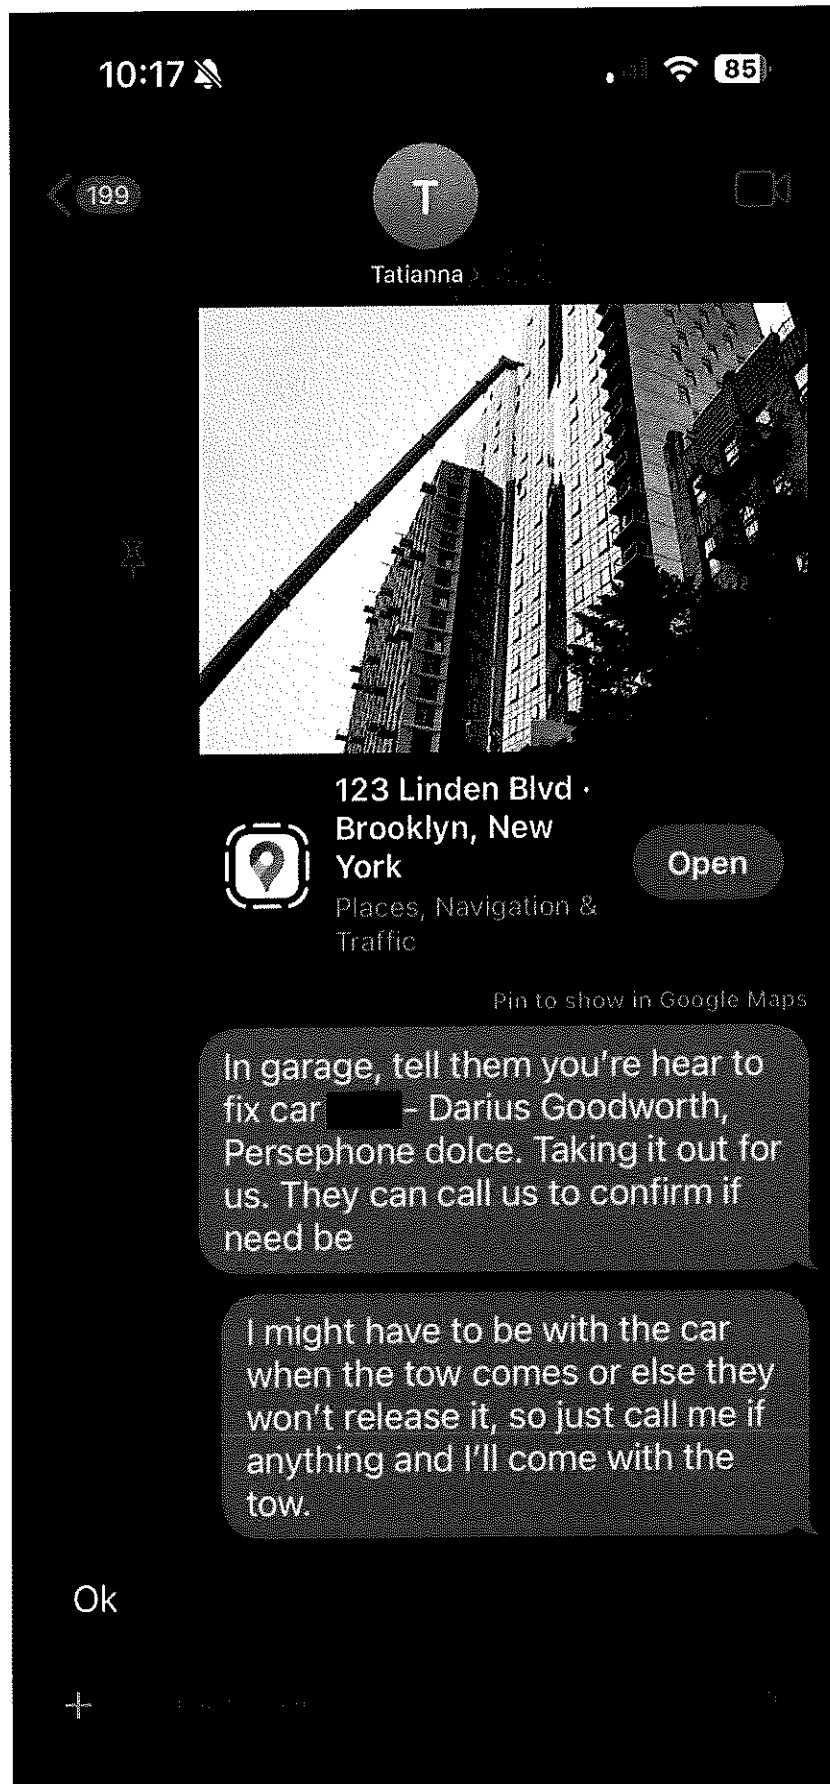 10:17
85
199
T
Tatianna >
123 Linden Blvd ·
Brooklyn, New
York
Open
Places, Navigation &
Traffic
Pin to show in Google Maps
In garage, tell them you're hear to
fix car – Darius Goodworth,
Persephone dolce. Taking it out for
us. They can call us to confirm if
need be
I might have to be with the car
when the tow comes or else they
won't release it, so just call me if
anything and I'll come with the
tow.
Ok